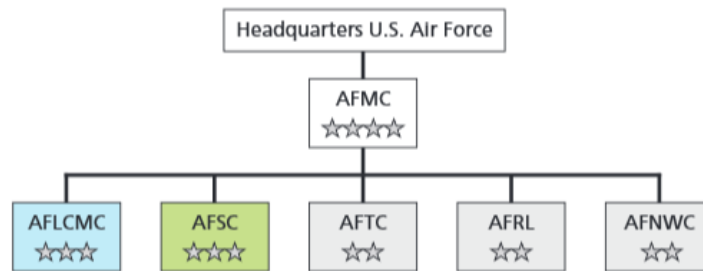 Headquarters U.S. Air Force
AFMC
AFLCMC
AFSC
AFTC
AFRL
AFNWC